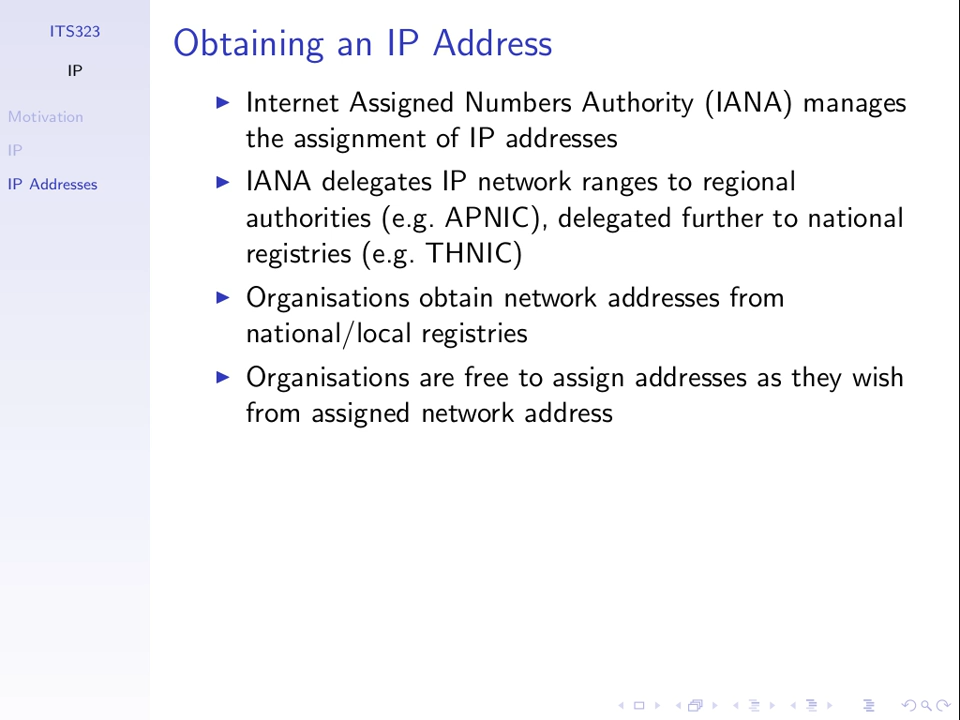 ITS323
IP
Motivation
IP
IP Addresses
Obtaining an IP Address
Internet Assigned Numbers Authority (IANA) manages
the assignment of IP addresses
IANA delegates IP network ranges to regional
authorities (e.g. APNIC), delegated further to national
registries (e.g. THNIC)
Organisations obtain network addresses from
national/local registries
Organisations are free to assign addresses as they wish
from assigned network address